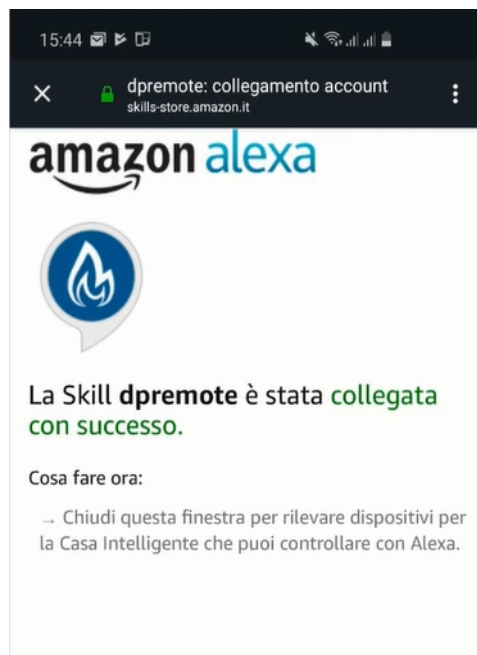 15:44
dpremote: collegamento account
skills-store.amazon.it
amazon alexa
La Skill dpremote è stata collegata
con successo.
Cosa fare ora:
→ Chiudi questa finestra per rilevare dispositivi per
la Casa Intelligente che puoi controllare con Alexa.